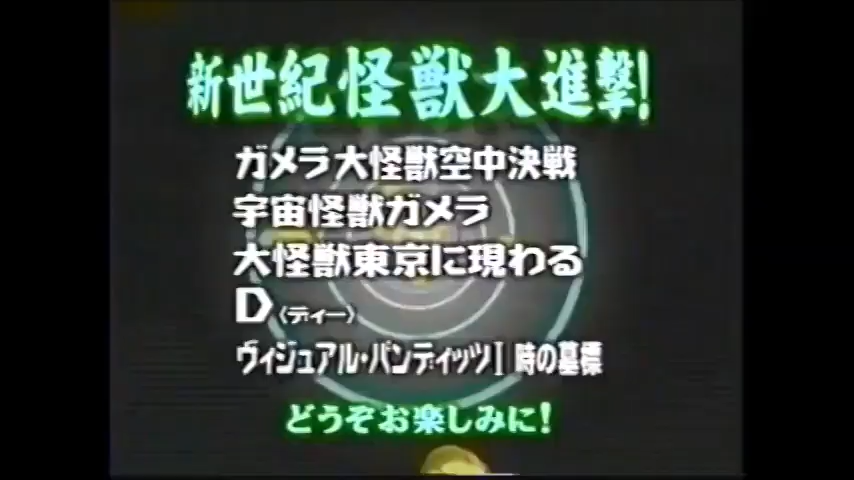 新世紀怪獣大進撃!
ガメラ大怪獣空中決戦
宇宙怪獣ガメラ
大怪獣東京に現わる
D〈ディー〉
ヴィジュアル・バンディッツⅡ 時の墓標
どうぞお楽しみに!